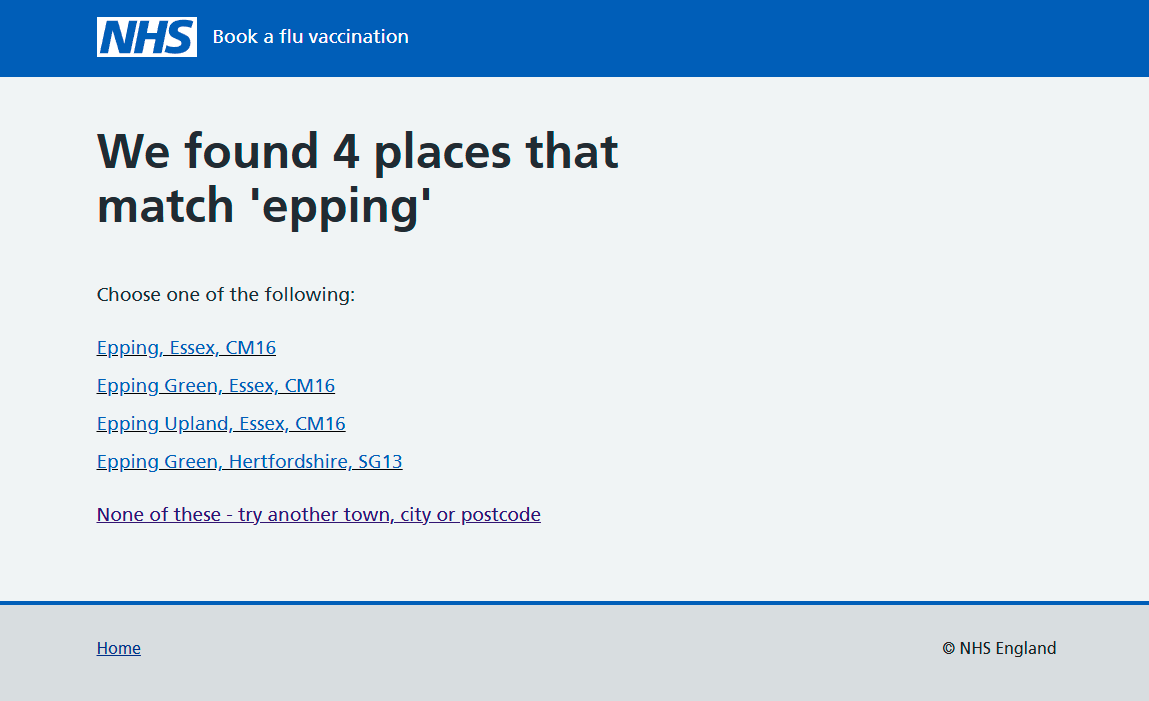 NHS Book a flu vaccination
We found 4 places that
match 'epping'
Choose one of the following:
Epping, Essex, CM16
Epping Green, Essex, CM16
Epping Upland, Essex, CM16
Epping Green, Hertfordshire, SG13
None of these - try another town, city or postcode
Home © NHS England